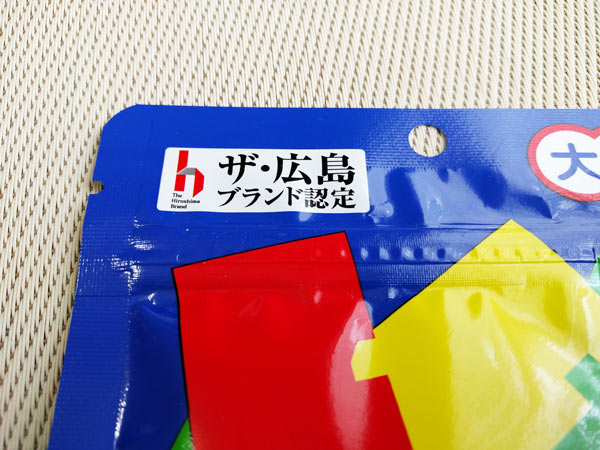 ザ・広島
ブランド認定
h
The
Hiroshima
Brand
大